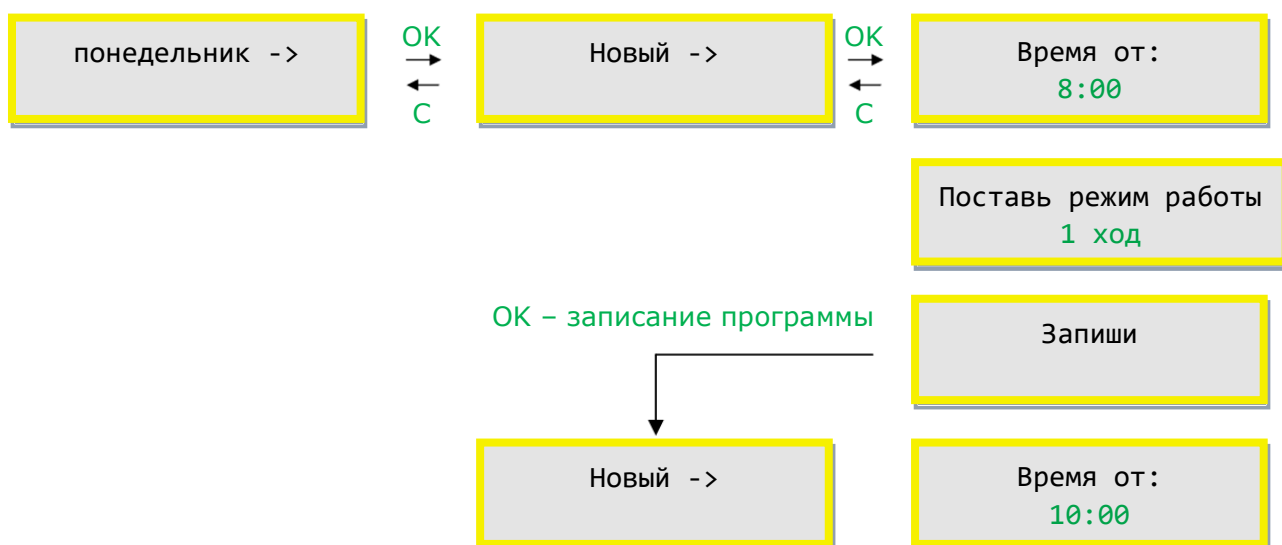 понедельник ->
OK
C
Новый ->
OK
C
Время от:
8:00
Поставь режим работы
1 ход
OK – записание программы
Запиши
Новый ->
Время от:
10:00